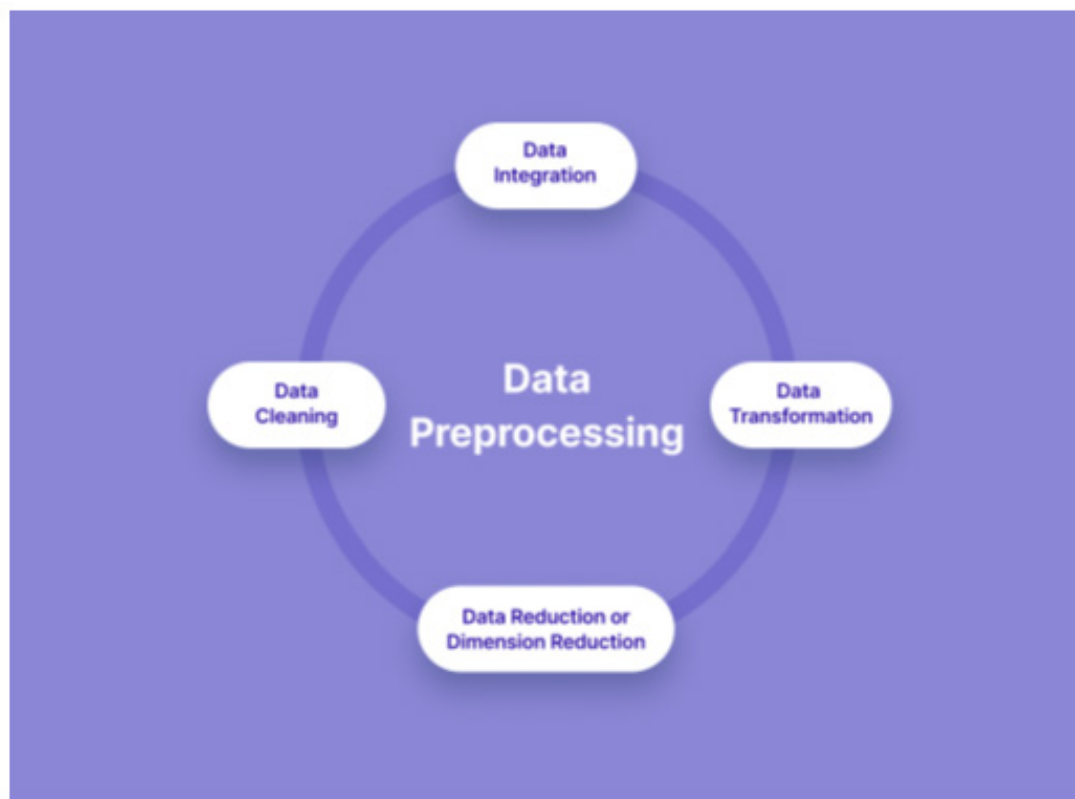 Data
Integration
Data
Cleaning
Data
Preprocessing
Data
Transformation
Data Reduction or
Dimension Reduction